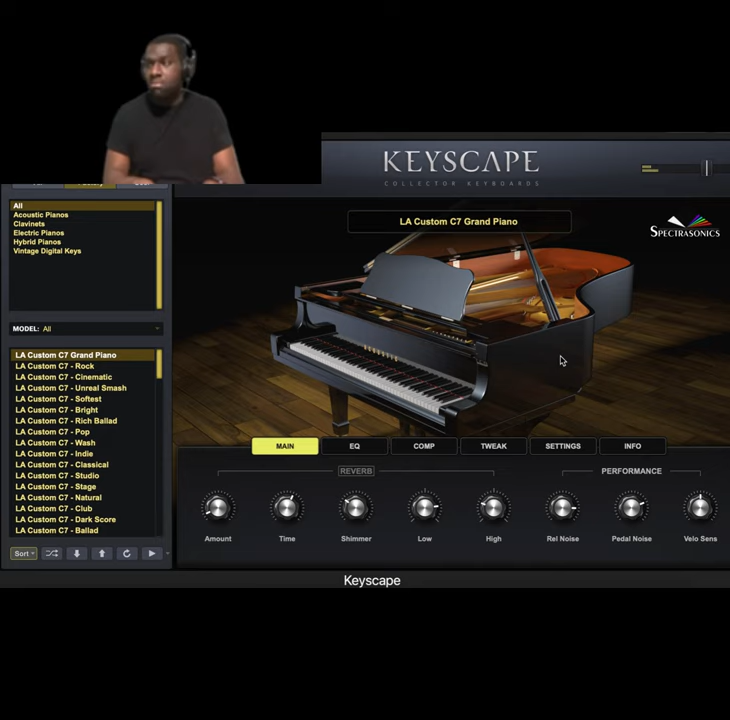 KEYSCAPE
COLLECTOR KEYBOARDS
All
Acoustic Pianos
Clavinets
Electric Pianos
Hybrid Pianos
Vintage Digital Keys
LA Custom C7 Grand Piano
SPECTRASONICS
MODEL: All
LA Custom C7 Grand Piano
LA Custom C7 - Rock
LA Custom C7 - Cinematic
LA Custom C7 - Unreal Smash
LA Custom C7 - Softest
LA Custom C7 - Bright
LA Custom C7 - Rich Ballad
LA Custom C7 - Pop
LA Custom C7 - Wash
LA Custom C7 - Indie
LA Custom C7 - Classical
LA Custom C7 - Studio
LA Custom C7 - Stage
LA Custom C7 - Natural
LA Custom C7 - Club
LA Custom C7 - Dark Score
LA Custom C7 - Ballad
Sort
MAIN EQ COMP TWEAK SETTINGS INFO
REVERB PERFORMANCE
Amount Time Shimmer Low High Rel Noise Pedal Noise Velo Sens
Keyscape